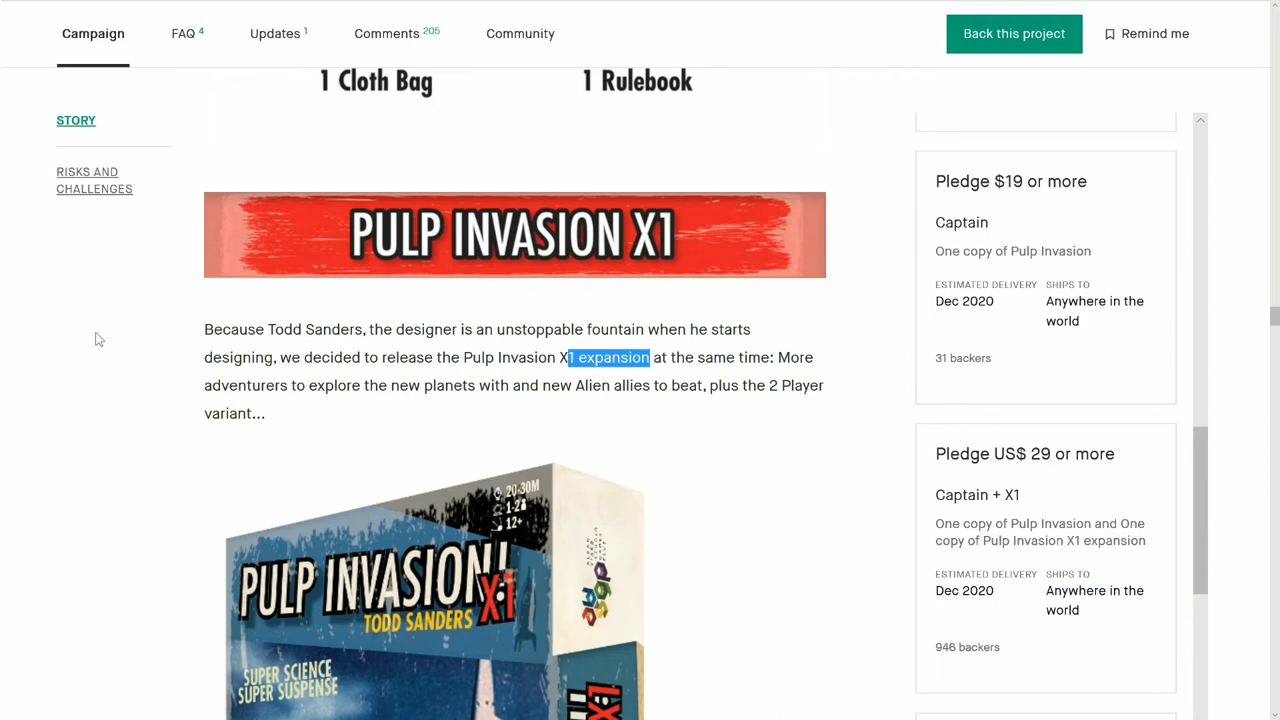 Campaign
FAQ 4
Updates 1
Comments 205
Community
Back this project
Remind me
1 Cloth Bag
1 Rulebook
STORY
RISKS AND
CHALLENGES
PULP INVASION X1
Because Todd Sanders, the designer is an unstoppable fountain when he starts
designing, we decided to release the Pulp Invasion X1 expansion at the same time: More
adventurers to explore the new planets with and new Alien allies to beat, plus the 2 Player
variant...
20-30M
1-2
12+
PULP INVASION!
X1
TODD SANDERS
SUPER SCIENCE
SUPER SUSPENSE
X1
Pledge $19 or more
Captain
One copy of Pulp Invasion
ESTIMATED DELIVERY
Dec 2020
SHIPS TO
Anywhere in the
world
31 backers
Pledge US$ 29 or more
Captain + X1
One copy of Pulp Invasion and One
copy of Pulp Invasion X1 expansion
ESTIMATED DELIVERY
Dec 2020
SHIPS TO
Anywhere in the
world
946 backers